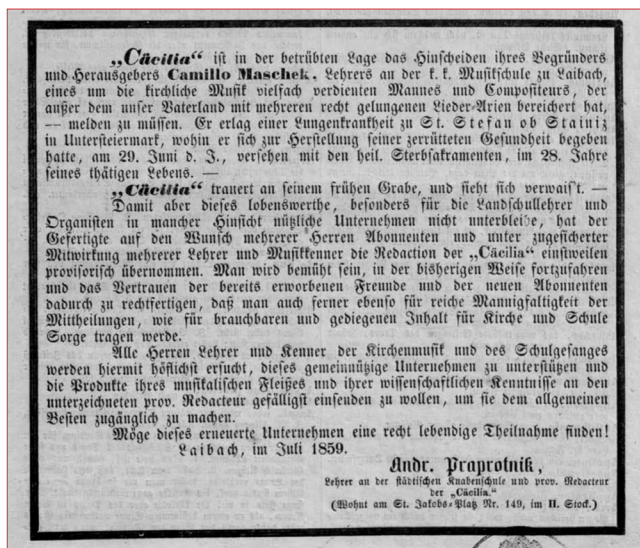 „Cäcilia“ ist in der betrübten Lage das Hinscheiden ihres Begründers
und Herausgebers Camillo Maschek, Lehrers an der k. k. Musikschule zu Laibach,
eines um die kirchliche Musik vielfach verdienten Mannes und Compositeurs, der
außer dem unser Vaterland mit mehreren recht gelungenen Lieder-Arien bereichert hat,
— melden zu müssen. Er erlag einer Lungenkrankheit zu St. Stefan ob Stainiz
in Untersteiermark, wohin er sich zur Herstellung seiner zerrütteten Gesundheit begeben
hatte, am 29. Juni d. J., versehen mit den heil. Sterbsakramenten, im 28. Jahre
seines thätigen Lebens. —
„Cäcilia“ trauert an seinem frühen Grabe, und sieht sich verwais't. —
Damit aber dieses lobenswerthe, besonders für die Landschullehrer und
Organisten in mancher Hinsicht nützliche Unternehmen nicht unterbleibe, hat der
Gefertigte auf den Wunsch mehrerer Herren Abonnenten und unter zugesicherter
Mitwirkung mehrerer Lehrer und Musikkenner die Redaction der „Cäcilia“ einstweilen
provisorisch übernommen. Man wird bemüht sein, in der bisherigen Weise fortzufahren
und das Vertrauen der bereits erworbenen Freunde und der neuen Abonnenten
dadurch zu rechtfertigen, daß man auch ferner ebenso für reiche Mannigfaltigkeit der
Mittheilungen, wie für brauchbaren und gediegenen Inhalt für Kirche und Schule
Sorge tragen werde.
Alle Herren Lehrer und Kenner der Kirchenmusik und des Schulgesanges
werden hiermit höflichst ersucht, dieses gemeinnützige Unternehmen zu unterstützen und
die Produkte ihres musikalischen Fleißes und ihrer wissenschaftlichen Kenntnisse an den
unterzeichneten prov. Redacteur gefälligst einsenden zu wollen, um sie dem allgemeinen
Besten zugänglich zu machen.
Möge dieses erneuerte Unternehmen eine recht lebendige Theilnahme finden!
Laibach, im Juli 1859.
Andr. Praprotnik,
Lehrer an der städtischen Knabenschule und prov. Redacteur
der „Cäcilia.“
(Wohnt am St. Jakobs-Platz Nr. 149, im II. Stock.)